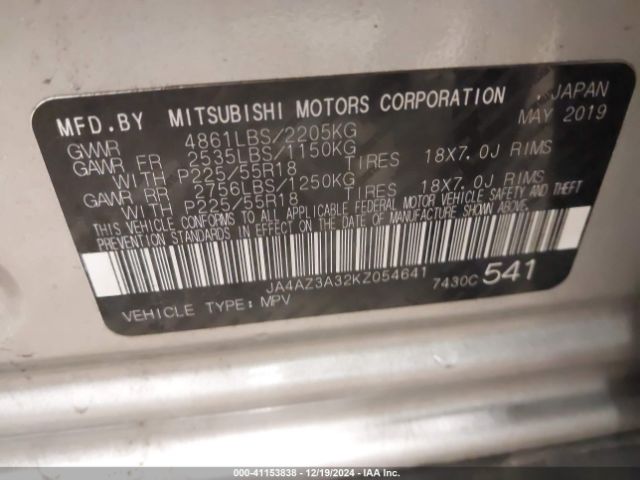 MFD.BY MITSUBISHI MOTORS CORPORATION . JAPAN
GVWR 4861LBS/2205KG MAY 2019
GAWR FR 2535LBS/1150KG
WITH P225/55R18 TIRES 18X7.0J RIMS
GAWR RR 2756LBS/1250KG
WITH P225/55R18 TIRES 18X7.0J RIMS
THIS VEHICLE CONFORMS TO ALL APPLICABLE FEDERAL MOTOR VEHICLE SAFETY AND THEFT
PREVENTION STANDARDS IN EFFECT ON THE DATE OF MANUFACTURE SHOWN ABOVE.
JA4AZ3A32KZ054641 7430C 541
VEHICLE TYPE: MPV
000-41153838 - 12/19/2024 - IAA Inc.